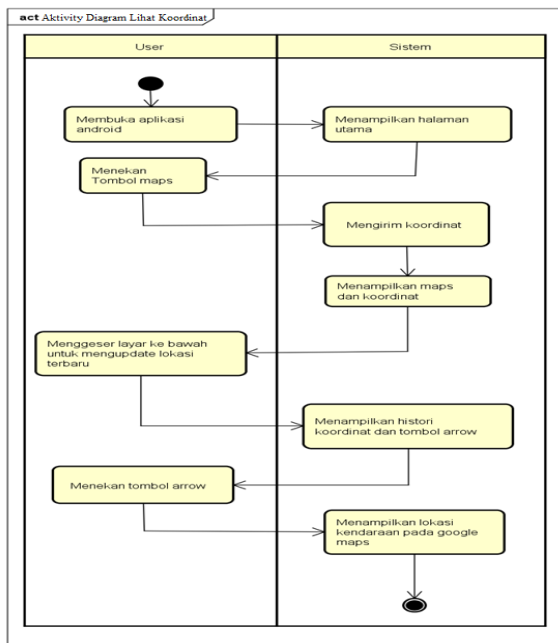 act Aktivity Diagram Lihat Koordinat
User
Sistem
Membuka aplikasi
android
Menampilkan halaman
utama
Menekan
Tombol maps
Mengirim koordinat
Menampilkan maps
dan koordinat
Menggeser layar ke bawah
untuk mengupdate lokasi
terbaru
Menampilkan histori
koordinat dan tombol arrow
Menekan tombol arrow
Menampilkan lokasi
kendaraan pada google
maps